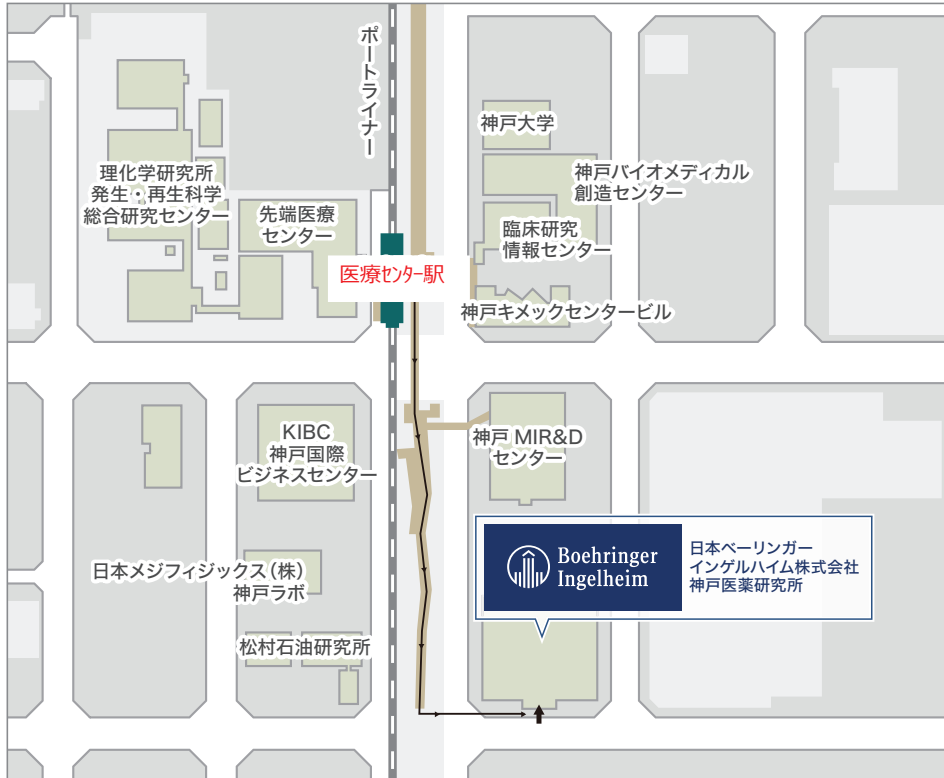 ポートライナー
神戸大学
神戸バイオメディカル
創造センター
理化学研究所
発生・再生科学
総合研究センター
先端医療
センター
臨床研究
情報センター
医療センター駅
神戸キメックセンタービル
KIBC
神戸国際
ビジネスセンター
神戸 MIR&D
センター
Boehringer
Ingelheim
日本ベーリンガー
インゲルハイム株式会社
神戸医薬研究所
日本メジフィジックス(株)
神戸ラボ
松村石油研究所